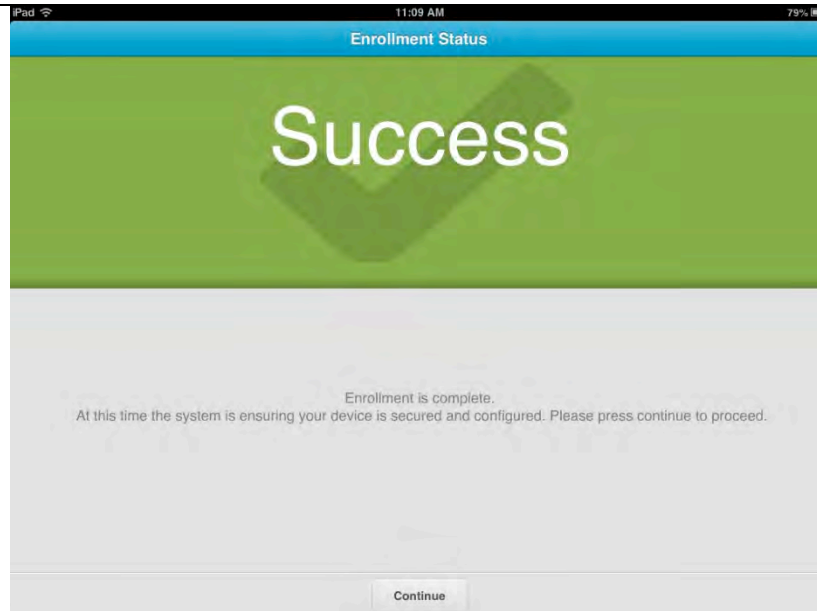 iPad 11:09 AM 79%
Enrollment Status
Success
Enrollment is complete.
At this time the system is ensuring your device is secured and configured. Please press continue to proceed.
Continue